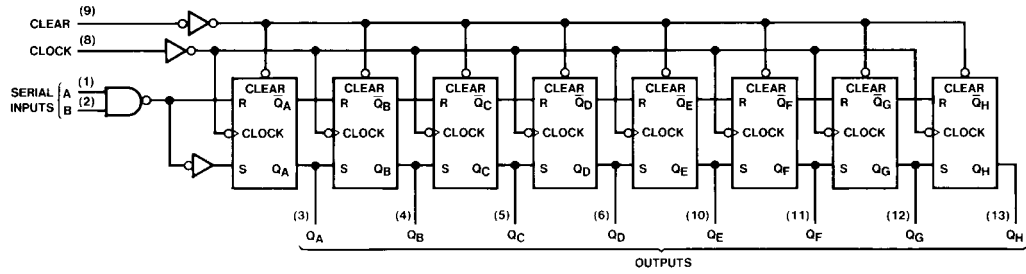 CLEAR (9)
CLOCK (8)
SERIAL INPUTS { A (1)
B (2)
CLEAR CLEAR CLEAR CLEAR CLEAR CLEAR CLEAR CLEAR
R Q̅A R Q̅B R Q̅C R Q̅D R Q̅E R Q̅F R Q̅G R Q̅H
CLOCK CLOCK CLOCK CLOCK CLOCK CLOCK CLOCK CLOCK
S QA S QB S QC S QD S QE S QF S QG S QH
(3) (4) (5) (6) (10) (11) (12) (13)
QA QB QC QD QE QF QG QH
OUTPUTS